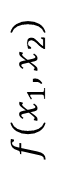 f (x₁, x₂)